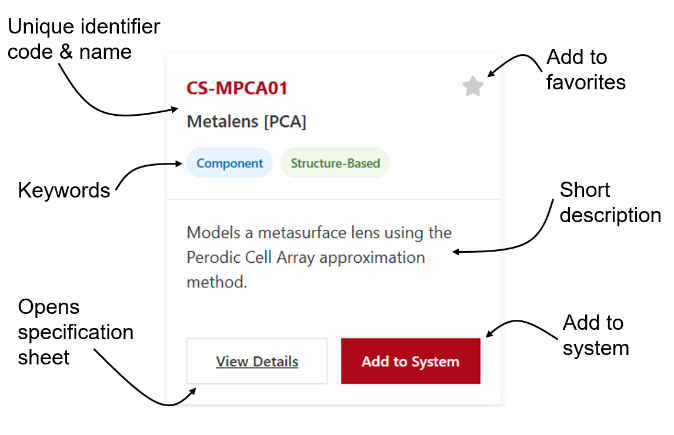 Unique identifier
code & name
Add to
favorites
CS-MPCA01
Metalens [PCA]
Component
Structure-Based
Keywords
Short
description
Models a metasurface lens using the
Perodic Cell Array approximation
method.
Opens
specification
sheet
Add to
system
View Details
Add to System